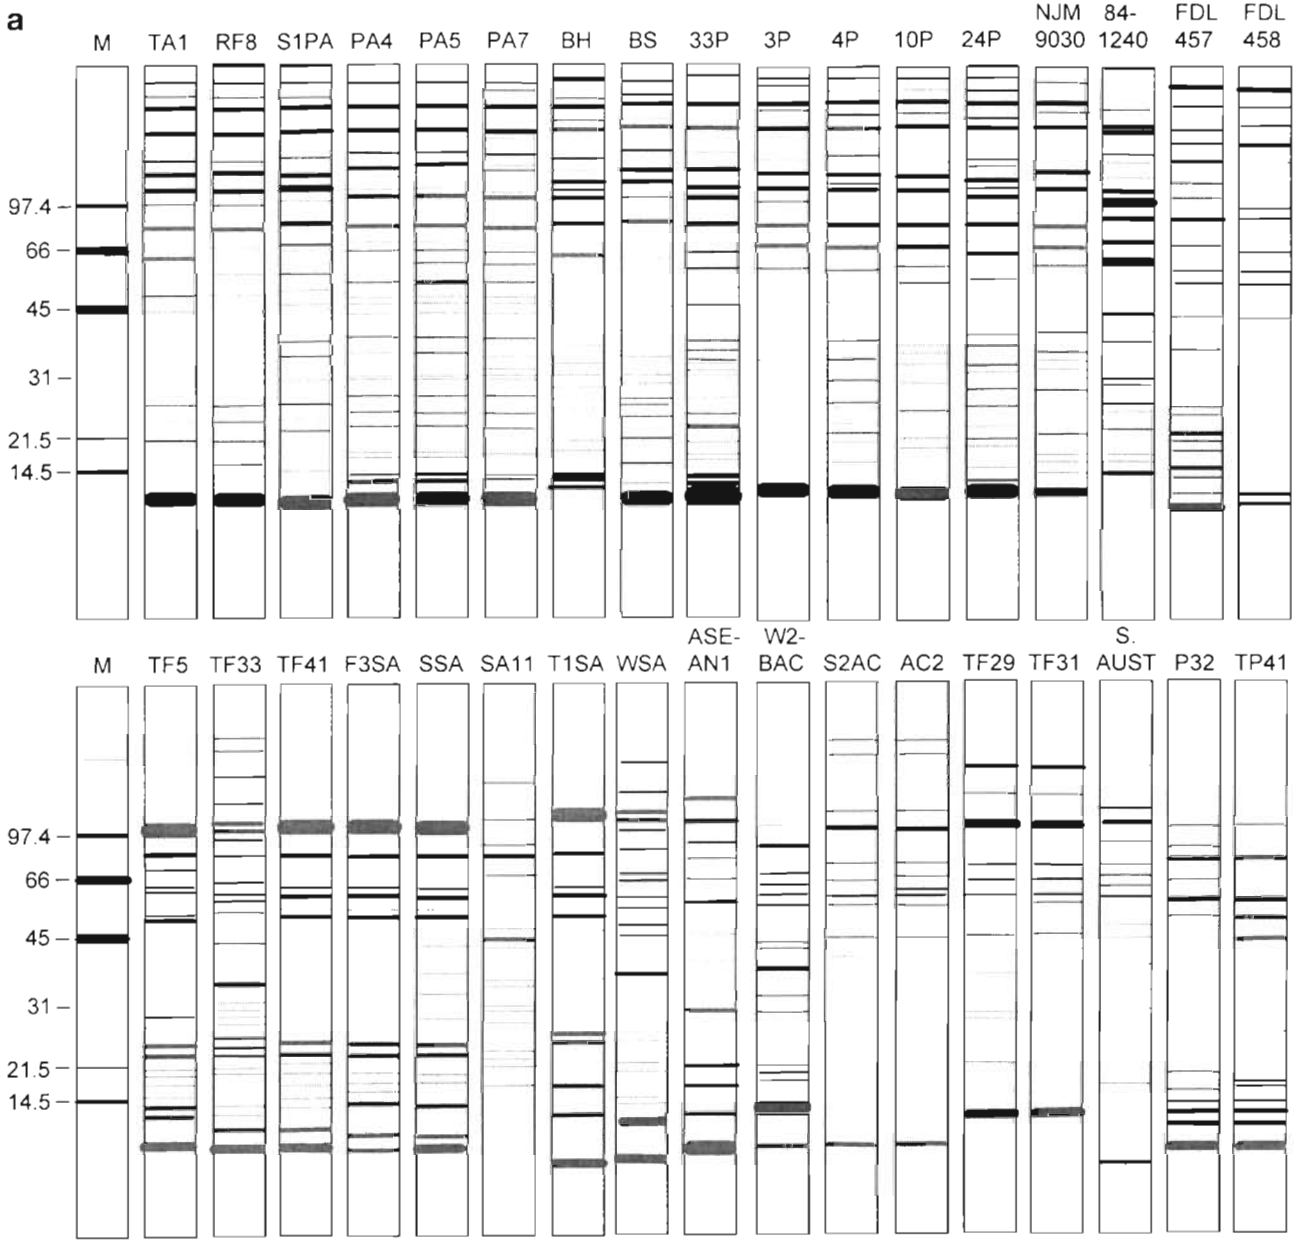 a
NJM 84- FDL FDL
M TA1 RF8 S1PA PA4 PA5 PA7 BH BS 33P 3P 4P 10P 24P 9030 1240 457 458
97.4
66
45
31
21.5
14.5
ASE- W2- S.
M TF5 TF33 TF41 F3SA SSA SA11 T1SA WSA AN1 BAC S2AC AC2 TF29 TF31 AUST P32 TP41
97.4
66
45
31
21.5
14.5